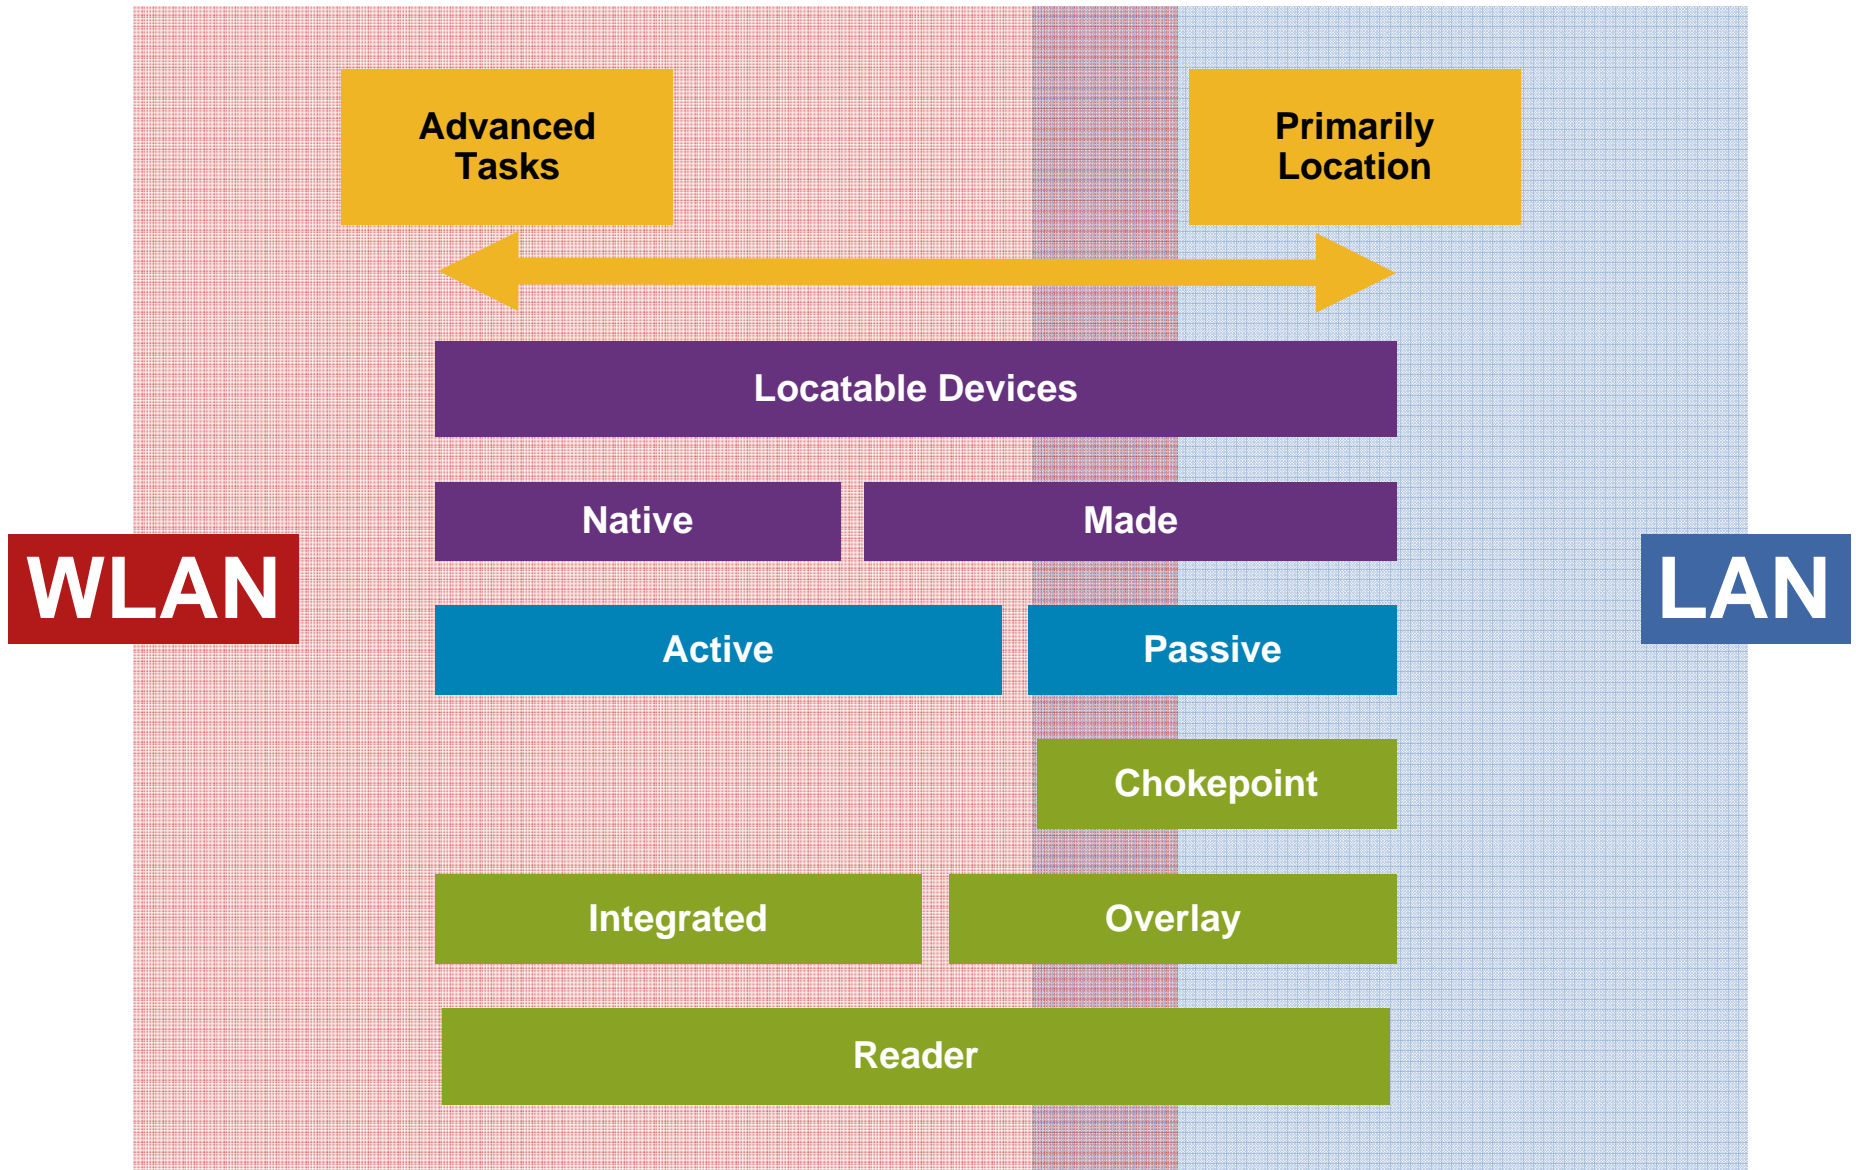 Advanced
Tasks
Primarily
Location
Locatable Devices
Native
Made
WLAN
LAN
Active
Passive
Chokepoint
Integrated
Overlay
Reader